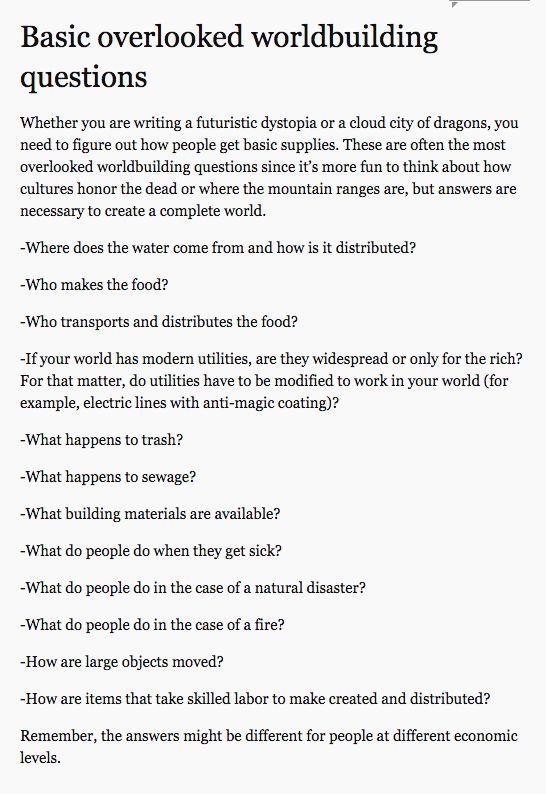 Basic overlooked worldbuilding
questions
Whether you are writing a futuristic dystopia or a cloud city of dragons, you
need to figure out how people get basic supplies. These are often the most
overlooked worldbuilding questions since it’s more fun to think about how
cultures honor the dead or where the mountain ranges are, but answers are
necessary to create a complete world.
-Where does the water come from and how is it distributed?
-Who makes the food?
-Who transports and distributes the food?
-If your world has modern utilities, are they widespread or only for the rich?
For that matter, do utilities have to be modified to work in your world (for
example, electric lines with anti-magic coating)?
-What happens to trash?
-What happens to sewage?
-What building materials are available?
-What do people do when they get sick?
-What do people do in the case of a natural disaster?
-What do people do in the case of a fire?
-How are large objects moved?
-How are items that take skilled labor to make created and distributed?
Remember, the answers might be different for people at different economic
levels.